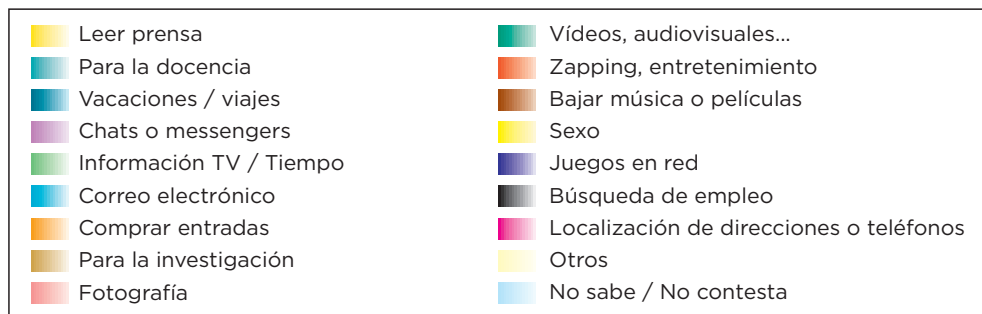 Leer prensa
Para la docencia
Vacaciones / viajes
Chats o messengers
Información TV / Tiempo
Correo electrónico
Comprar entradas
Para la investigación
Fotografía
Vídeos, audiovisuales...
Zapping, entretenimiento
Bajar música o películas
Sexo
Juegos en red
Búsqueda de empleo
Localización de direcciones o teléfonos
Otros
No sabe / No contesta